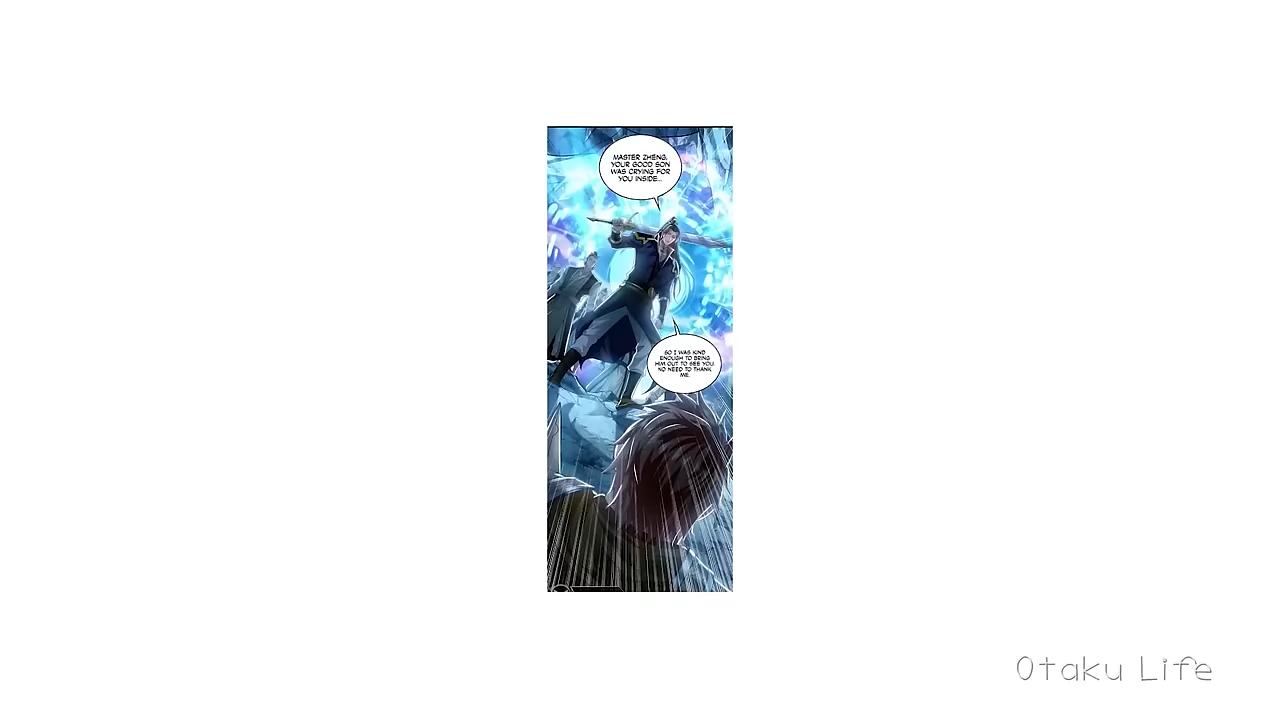 MASTER ZHENG,
YOUR GOOD SON
WAS CRYING FOR
YOU INSIDE...
SO I WAS KIND
ENOUGH TO BRING
HIM OUT TO SEE YOU.
NO NEED TO THANK
ME.
Otaku Life